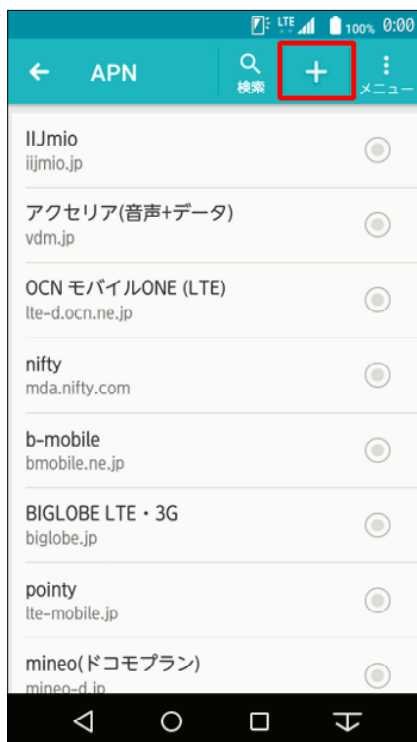 LTE 100% 0:00
APN
検索
メニュー
IIJmio
iijmio.jp
アクセリア(音声+データ)
vdm.jp
OCN モバイルONE (LTE)
lte-d.ocn.ne.jp
nifty
mda.nifty.com
b-mobile
bmobile.ne.jp
BIGLOBE LTE・3G
biglobe.jp
pointy
lte-mobile.jp
mineo(ドコモプラン)
mineo-d.jp